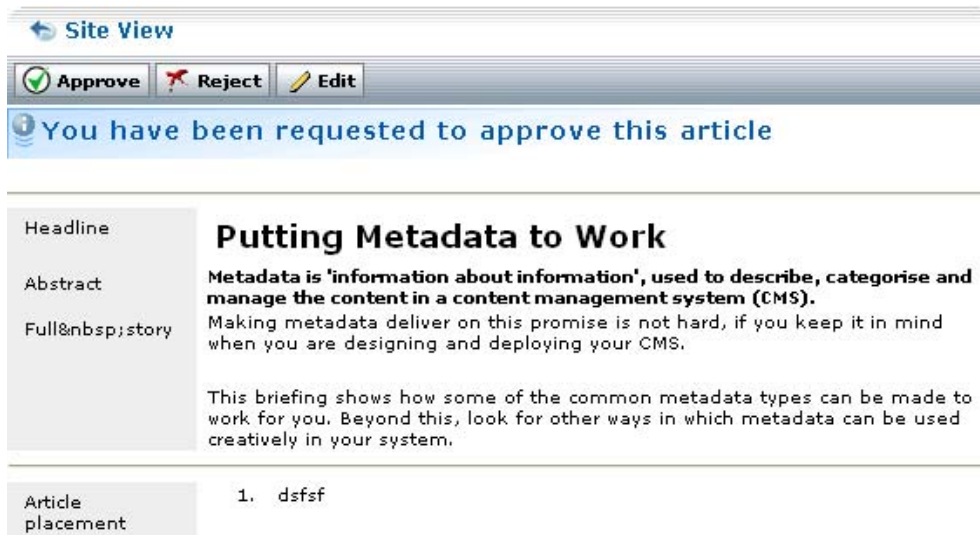 Site View
Approve Reject Edit
You have been requested to approve this article
Headline
Putting Metadata to Work
Abstract
Metadata is 'information about information', used to describe, categorise and
manage the content in a content management system (CMS).
Full&nbsp;story
Making metadata deliver on this promise is not hard, if you keep it in mind
when you are designing and deploying your CMS.
This briefing shows how some of the common metadata types can be made to
work for you. Beyond this, look for other ways in which metadata can be used
creatively in your system.
Article
placement
1. dsfsf